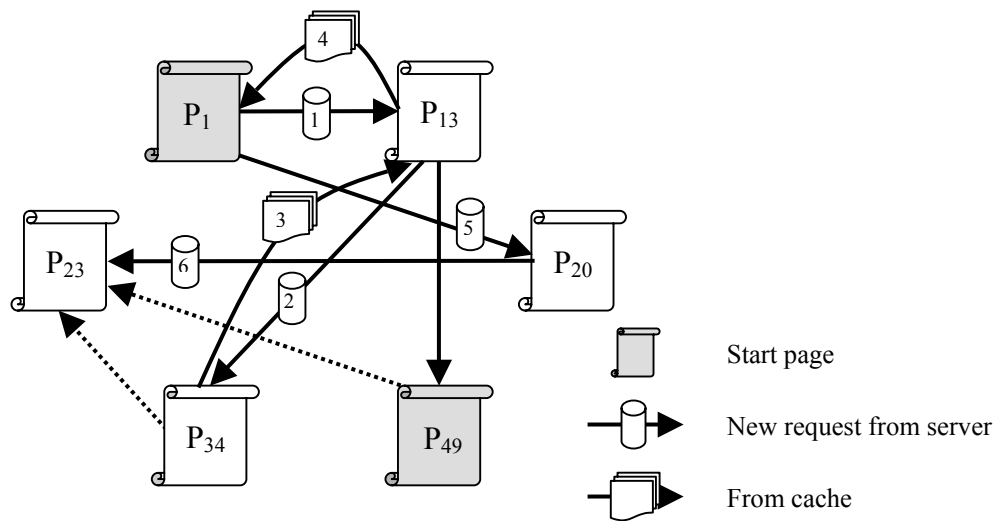 4
P1
1
P13
3
5
P23
6
2
P20
Start page
P34
P49
New request from server
From cache